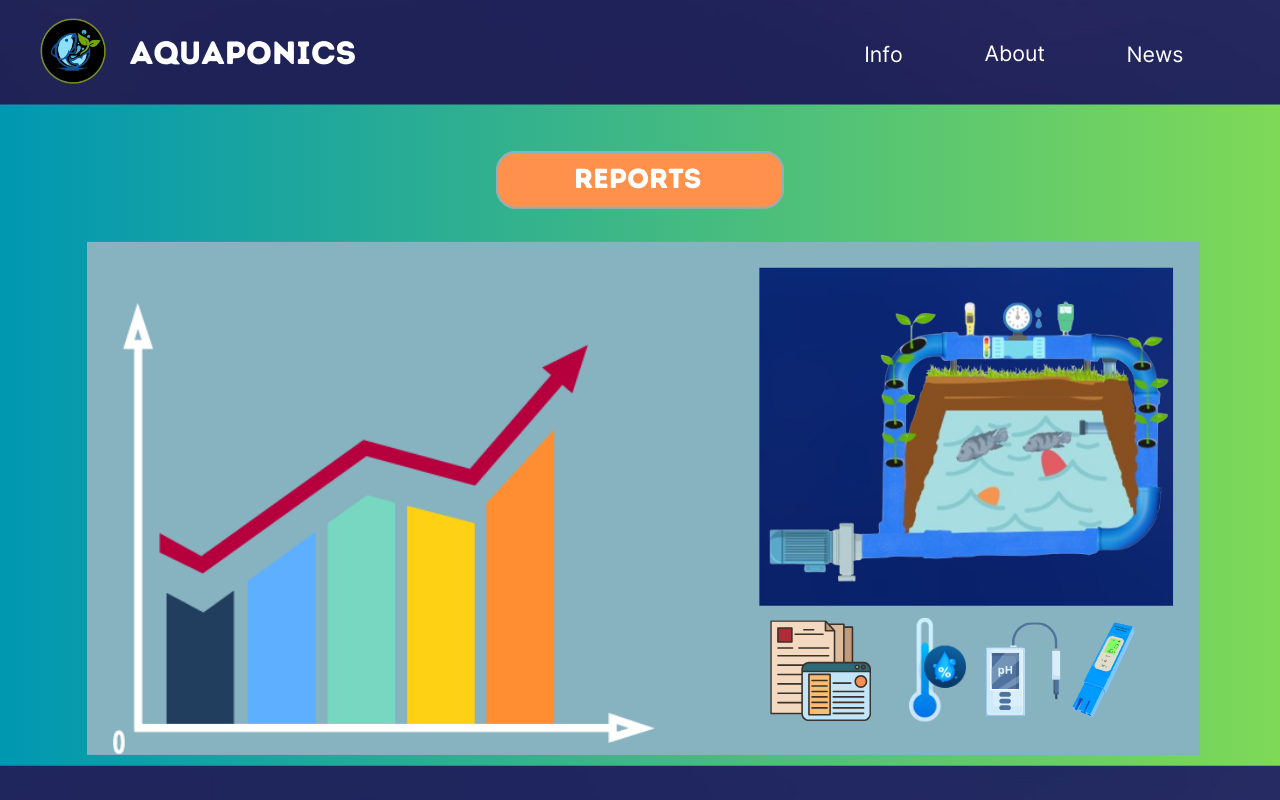 AQUAPONICS
Info
About
News
REPORTS
0
%
pH